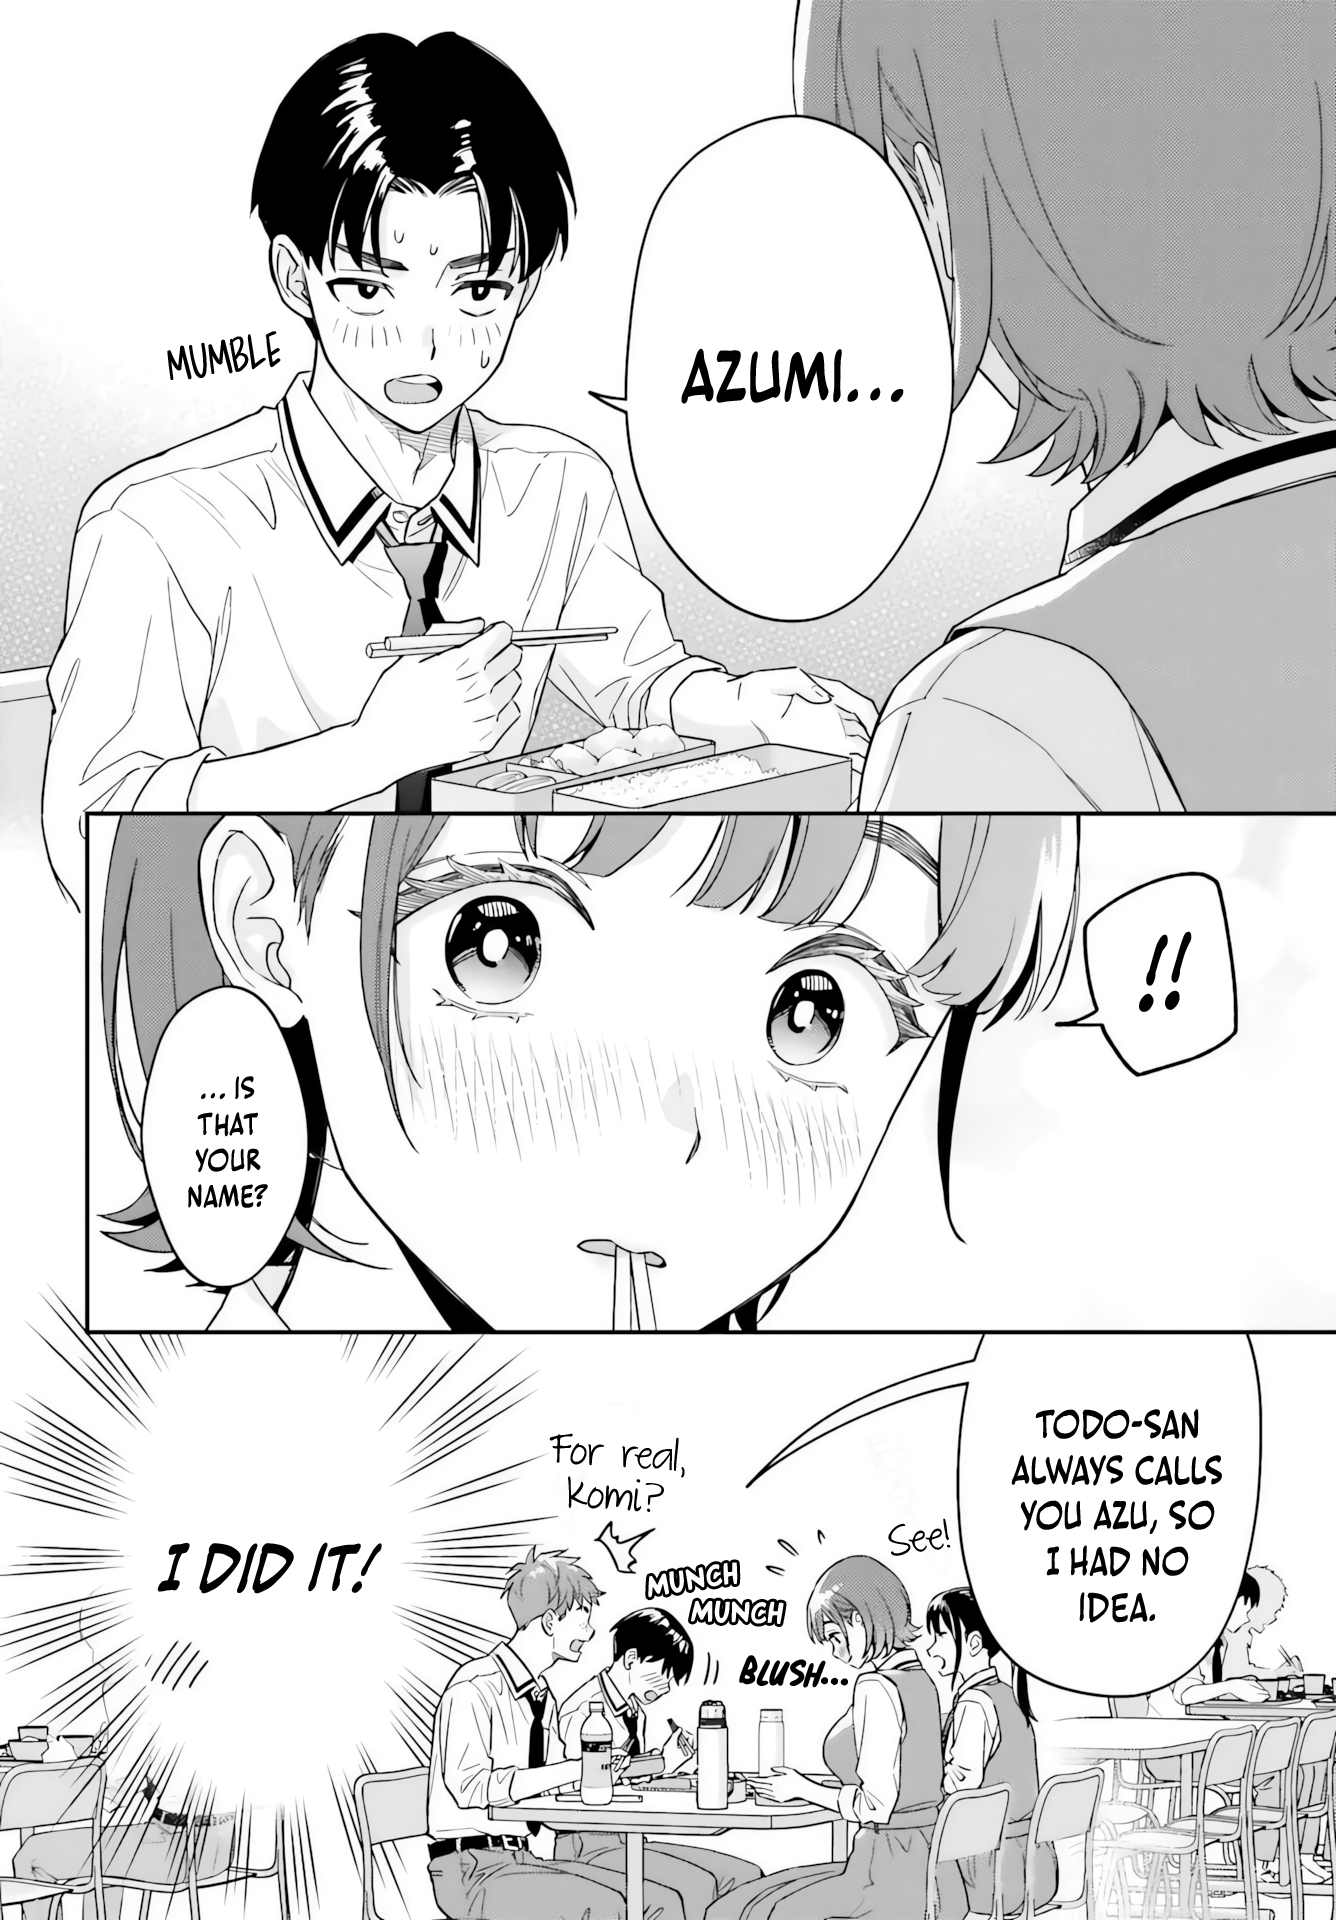 AZUMI...
MUMBLE
!!
... IS
THAT
YOUR
NAME?
TODO-SAN
ALWAYS CALLS
YOU AZU, SO
I HAD NO
IDEA.
See!
For real,
Komi?
MUNCH
MUNCH
BLUSH...
I DID IT!